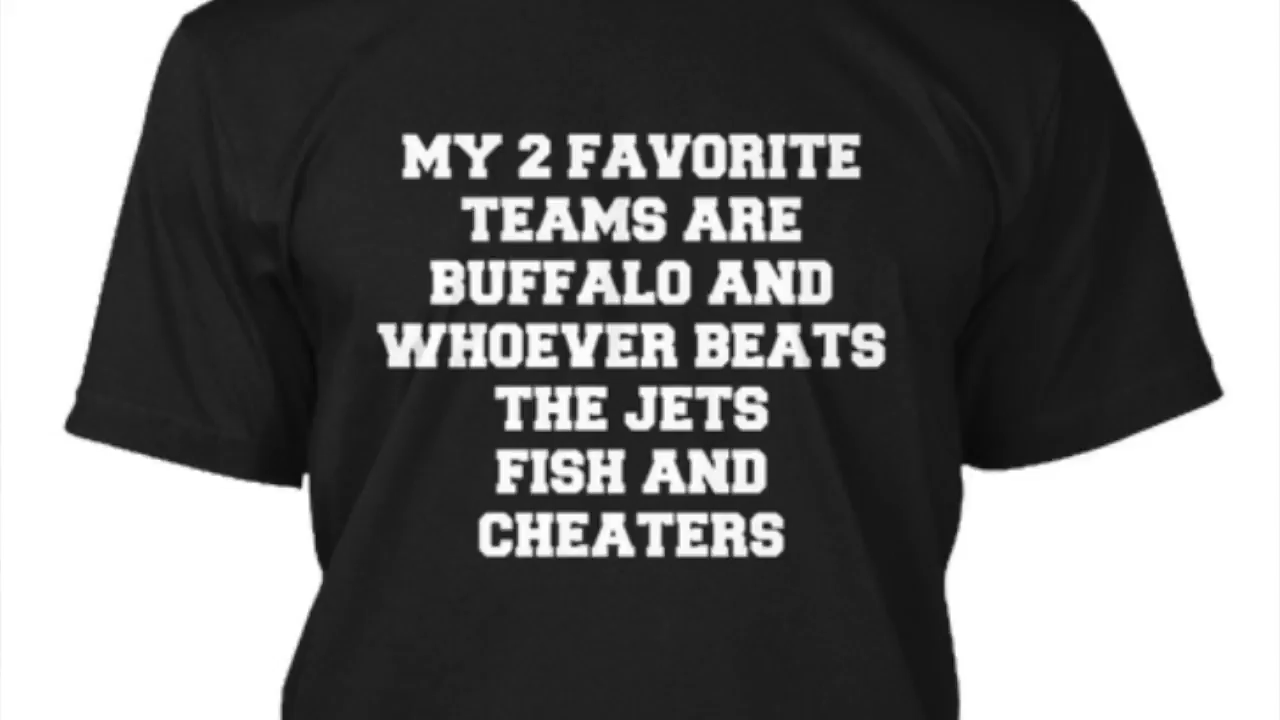 MY 2 FAVORITE
TEAMS ARE
BUFFALO AND
WHOEVER BEATS
THE JETS
FISH AND
CHEATERS